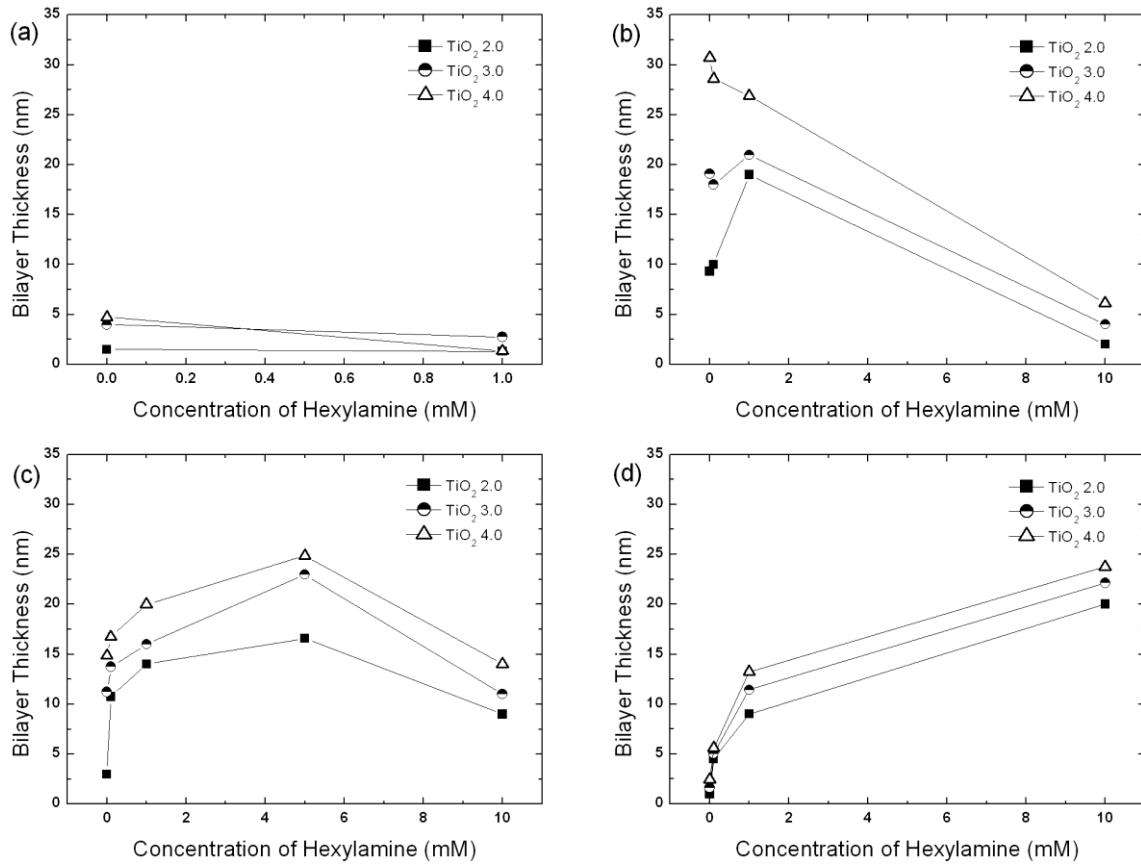 (a)
TiO2 2.0
TiO2 3.0
TiO2 4.0
35
30
25
20
15
10
5
0
Bilayer Thickness (nm)
0.0 0.2 0.4 0.6 0.8 1.0
Concentration of Hexylamine (mM)
(b)
TiO2 2.0
TiO2 3.0
TiO2 4.0
35
30
25
20
15
10
5
0
Bilayer Thickness (nm)
0 2 4 6 8 10
Concentration of Hexylamine (mM)
(c)
TiO2 2.0
TiO2 3.0
TiO2 4.0
35
30
25
20
15
10
5
0
Bilayer Thickness (nm)
0 2 4 6 8 10
Concentration of Hexylamine (mM)
(d)
TiO2 2.0
TiO2 3.0
TiO2 4.0
35
30
25
20
15
10
5
0
Bilayer Thickness (nm)
0 2 4 6 8 10
Concentration of Hexylamine (mM)